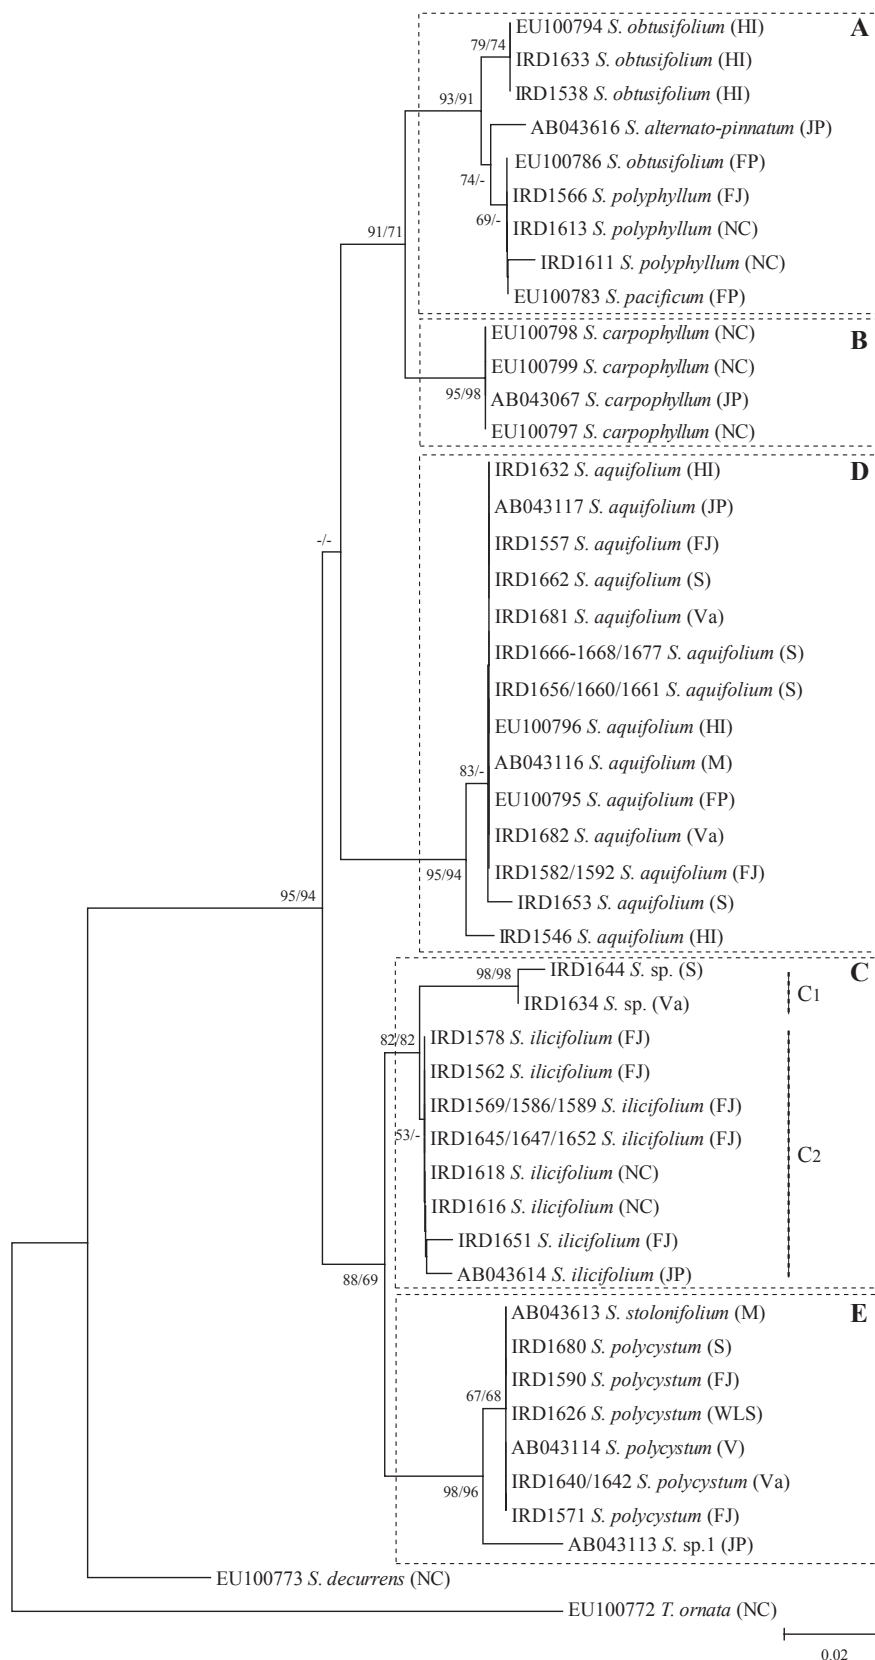 A
EU100794 S. obtusifolium (HI)
79/74
IRD1633 S. obtusifolium (HI)
IRD1538 S. obtusifolium (HI)
93/91
AB043616 S. alternato-pinnatum (JP)
EU100786 S. obtusifolium (FP)
74/-
IRD1566 S. polyphyllum (FJ)
69/-
IRD1613 S. polyphyllum (NC)
91/71
IRD1611 S. polyphyllum (NC)
EU100783 S. pacificum (FP)
B
EU100798 S. carpophyllum (NC)
EU100799 S. carpophyllum (NC)
95/98
AB043067 S. carpophyllum (JP)
EU100797 S. carpophyllum (NC)
D
IRD1632 S. aquifolium (HI)
AB043117 S. aquifolium (JP)
-/-
IRD1557 S. aquifolium (FJ)
IRD1662 S. aquifolium (S)
IRD1681 S. aquifolium (Va)
IRD1666-1668/1677 S. aquifolium (S)
IRD1656/1660/1661 S. aquifolium (S)
EU100796 S. aquifolium (HI)
83/-
AB043116 S. aquifolium (M)
EU100795 S. aquifolium (FP)
IRD1682 S. aquifolium (Va)
95/94
IRD1582/1592 S. aquifolium (FJ)
95/94
IRD1653 S. aquifolium (S)
IRD1546 S. aquifolium (HI)
C
98/98
IRD1644 S. sp. (S)
C1
IRD1634 S. sp. (Va)
82/82
IRD1578 S. ilicifolium (FJ)
IRD1562 S. ilicifolium (FJ)
IRD1569/1586/1589 S. ilicifolium (FJ)
53/-
IRD1645/1647/1652 S. ilicifolium (FJ)
C2
IRD1618 S. ilicifolium (NC)
IRD1616 S. ilicifolium (NC)
IRD1651 S. ilicifolium (FJ)
AB043614 S. ilicifolium (JP)
88/69
E
AB043613 S. stolonifolium (M)
IRD1680 S. polycystum (S)
IRD1590 S. polycystum (FJ)
67/68
IRD1626 S. polycystum (WLS)
AB043114 S. polycystum (V)
IRD1640/1642 S. polycystum (Va)
98/96
IRD1571 S. polycystum (FJ)
AB043113 S. sp.1 (JP)
EU100773 S. decurrens (NC)
EU100772 T. ornata (NC)
0.02